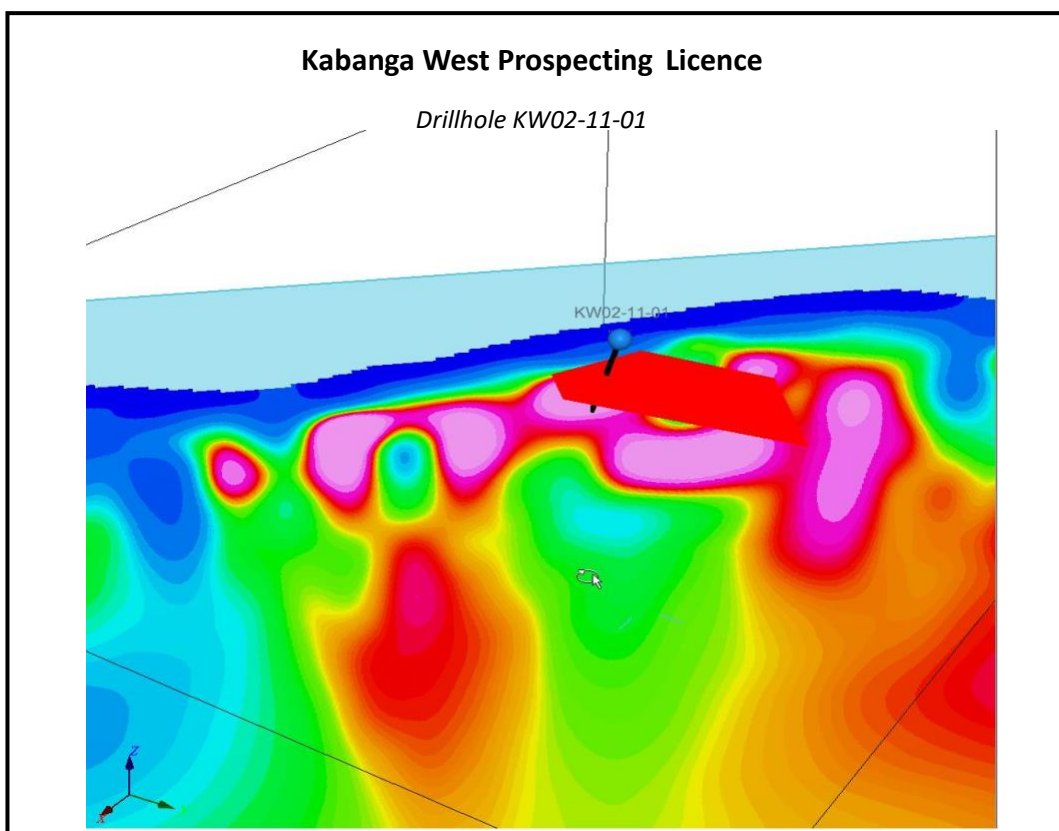 Kabanga West Prospecting Licence
Drillhole KW02-11-01
KW02-11-01
Z
X
Y